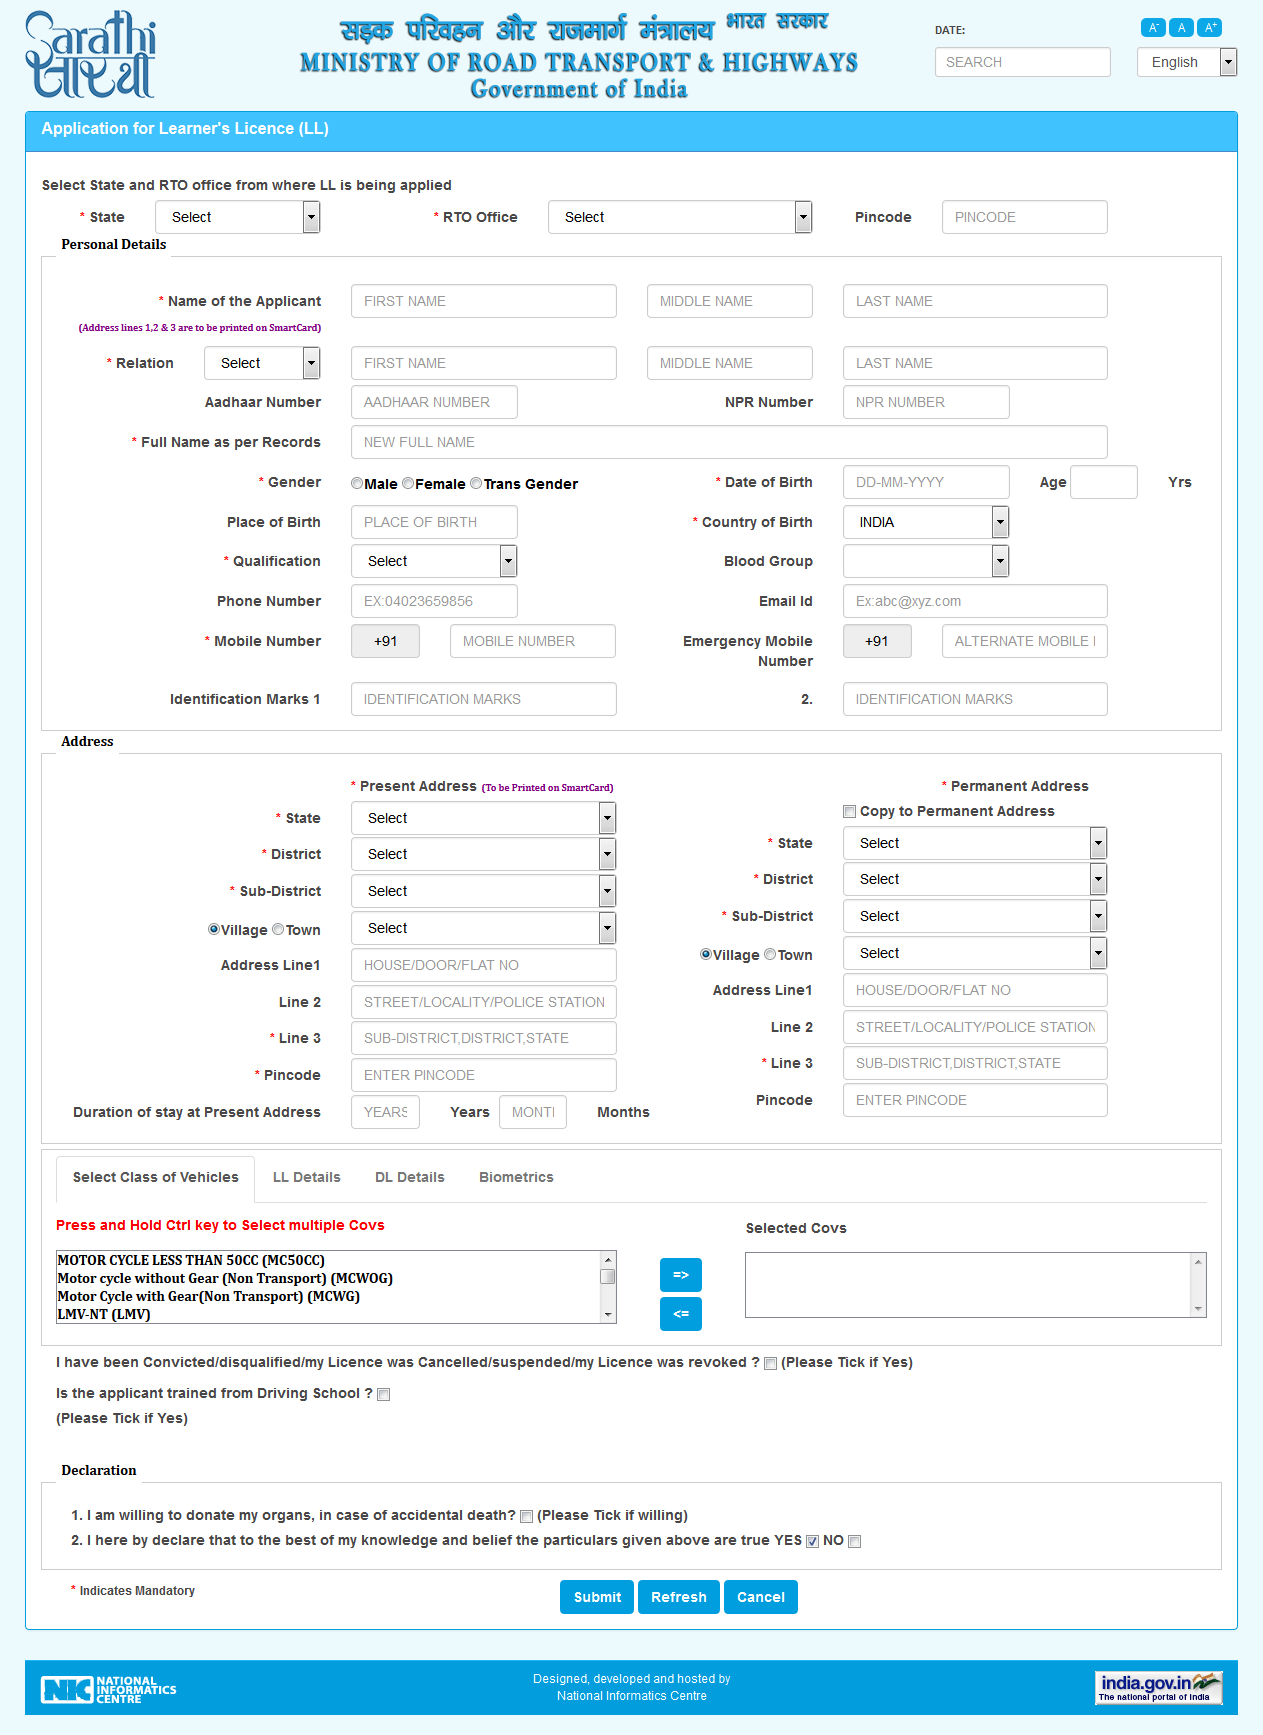 Sarathi
सारथी
सड़क परिवहन और राजमार्ग मंत्रालय भारत सरकार
MINISTRY OF ROAD TRANSPORT & HIGHWAYS
Government of India
DATE:
A- A A+
SEARCH English
Application for Learner's Licence (LL)
Select State and RTO office from where LL is being applied
* State Select * RTO Office Select Pincode PINCODE
Personal Details
* Name of the Applicant FIRST NAME MIDDLE NAME LAST NAME
(Address lines 1,2 & 3 are to be printed on SmartCard)
* Relation Select FIRST NAME MIDDLE NAME LAST NAME
Aadhaar Number AADHAAR NUMBER NPR Number NPR NUMBER
* Full Name as per Records NEW FULL NAME
* Gender Male Female Trans Gender * Date of Birth DD-MM-YYYY Age Yrs
Place of Birth PLACE OF BIRTH * Country of Birth INDIA
* Qualification Select Blood Group
Phone Number EX:04023659856 Email Id Ex:abc@xyz.com
* Mobile Number +91 MOBILE NUMBER Emergency Mobile Number +91 ALTERNATE MOBILE
Identification Marks 1 IDENTIFICATION MARKS 2. IDENTIFICATION MARKS
Address
* Present Address (To be Printed on SmartCard)
* State Select
* District Select
* Sub-District Select
Village Town Select
Address Line1 HOUSE/DOOR/FLAT NO
Line 2 STREET/LOCALITY/POLICE STATION
* Line 3 SUB-DISTRICT,DISTRICT,STATE
* Pincode ENTER PINCODE
Duration of stay at Present Address YEARS Years MONTH Months
* Permanent Address
Copy to Permanent Address
* State Select
* District Select
* Sub-District Select
Village Town Select
Address Line1 HOUSE/DOOR/FLAT NO
Line 2 STREET/LOCALITY/POLICE STATION
* Line 3 SUB-DISTRICT,DISTRICT,STATE
Pincode ENTER PINCODE
Select Class of Vehicles LL Details DL Details Biometrics
Press and Hold Ctrl key to Select multiple Covs
MOTOR CYCLE LESS THAN 50CC (MC50CC)
Motor cycle without Gear (Non Transport) (MCWOG)
Motor Cycle with Gear(Non Transport) (MCWG)
LMV-NT (LMV)
=>
<=
Selected Covs
I have been Convicted/disqualified/my Licence was Cancelled/suspended/my Licence was revoked ? (Please Tick if Yes)
Is the applicant trained from Driving School ?
(Please Tick if Yes)
Declaration
1. I am willing to donate my organs, in case of accidental death? (Please Tick if willing)
2. I here by declare that to the best of my knowledge and belief the particulars given above are true YES NO
* Indicates Mandatory
Submit Refresh Cancel
NIC NATIONAL INFORMATICS CENTRE
Designed, developed and hosted by
National Informatics Centre
india.gov.in
The national portal of India